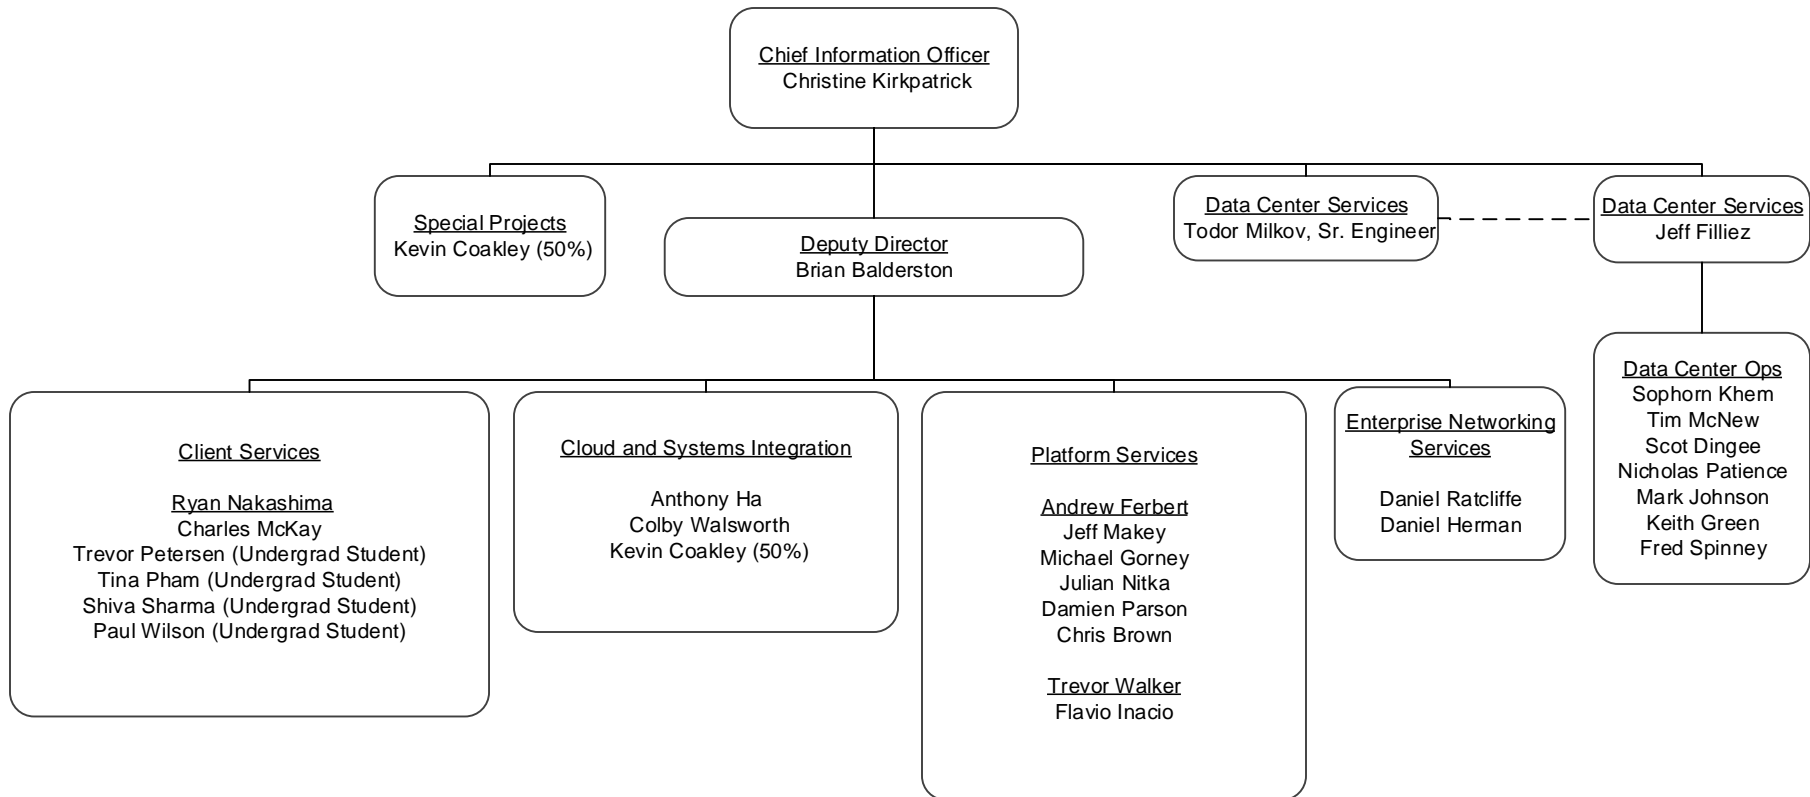 Chief Information Officer
Christine Kirkpatrick
Special Projects
Kevin Coakley (50%)
Deputy Director
Brian Balderston
Data Center Services
Todor Milkov, Sr. Engineer
Data Center Services
Jeff Filliez
Client Services
Ryan Nakashima
Charles McKay
Trevor Petersen (Undergrad Student)
Tina Pham (Undergrad Student)
Shiva Sharma (Undergrad Student)
Paul Wilson (Undergrad Student)
Cloud and Systems Integration
Anthony Ha
Colby Walsworth
Kevin Coakley (50%)
Platform Services
Andrew Ferbert
Jeff Makey
Michael Gorney
Julian Nitka
Damien Parson
Chris Brown
Trevor Walker
Flavio Inacio
Enterprise Networking
Services
Daniel Ratcliffe
Daniel Herman
Data Center Ops
Sophorn Khem
Tim McNew
Scot Dingee
Nicholas Patience
Mark Johnson
Keith Green
Fred Spinney